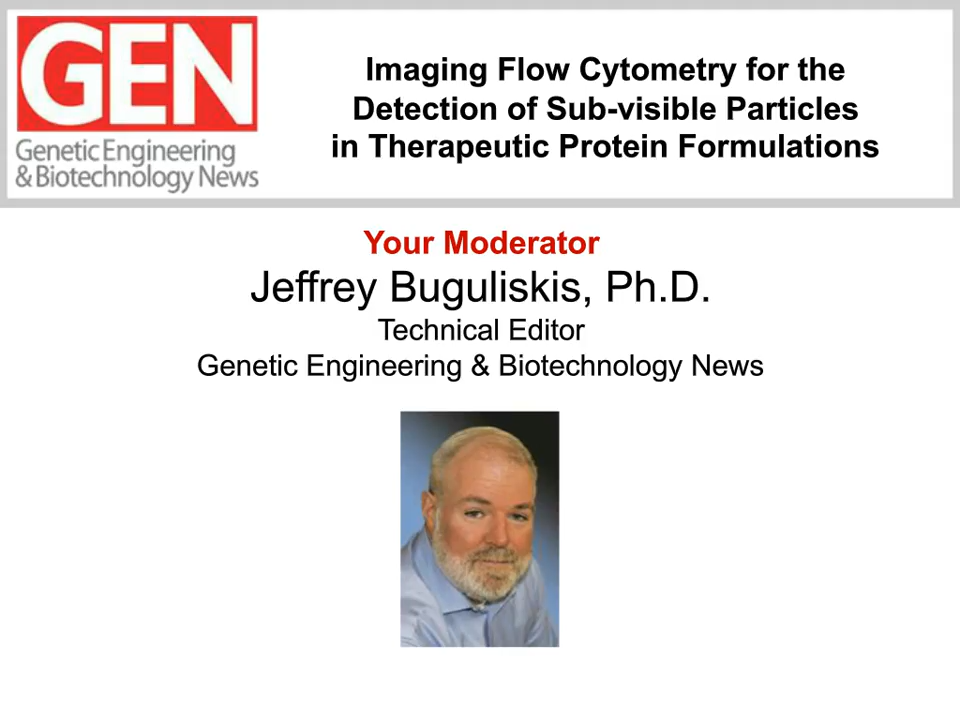 GEN
Genetic Engineering
& Biotechnology News
Imaging Flow Cytometry for the
Detection of Sub-visible Particles
in Therapeutic Protein Formulations
Your Moderator
Jeffrey Buguliskis, Ph.D.
Technical Editor
Genetic Engineering & Biotechnology News